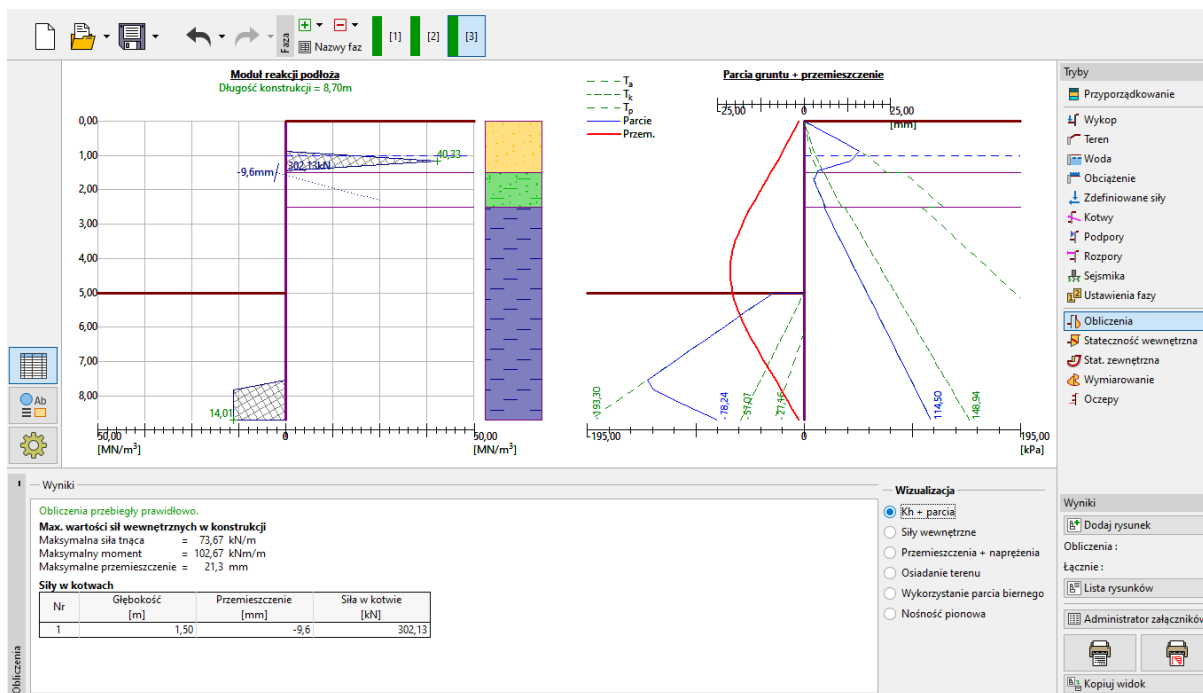 Faza
Nazwy faz
[1]
[2]
[3]
Moduł reakcji podłoża
Długość konstrukcji = 8,70m
0,00
1,00
2,00
3,00
4,00
5,00
6,00
7,00
8,00
40,33
302,13kN
-9,6mm
14,01
50,00
0
50,00
[MN/m³]
[MN/m³]
Ta
Tk
Tp
Parcie
Przem.
Parcia gruntu + przemieszczenie
-25,00
0
25,00
[mm]
-193,30
-78,24
-57,07
-27,16
114,50
148,94
-195,00
0
195,00
[kPa]
Tryby
Przyporządkowanie
Wykop
Teren
Woda
Obciążenie
Zdefiniowane siły
Kotwy
Podpory
Rozpory
Sejsmika
Ustawienia fazy
Obliczenia
Stateczność wewnętrzna
Stat. zewnętrzna
Wymiarowanie
Oczepy
Ab
Obliczenia
Wyniki
Obliczenia przebiegły prawidłowo.
Max. wartości sił wewnętrznych w konstrukcji
Maksymalna siła tnąca = 73,67 kN/m
Maksymalny moment = 102,67 kNm/m
Maksymalne przemieszczenie = 21,3 mm
Siły w kotwach
Nr Głębokość [m] Przemieszczenie [mm] Siła w kotwie [kN]
1 1,50 -9,6 302,13
Wizualizacja
Kh + parcia
Siły wewnętrzne
Przemieszczenia + naprężenia
Osiadanie terenu
Wykorzystanie parcia biernego
Nośność pionowa
Wyniki
Dodaj rysunek
Obliczenia :
Łącznie :
Lista rysunków
Administrator załączników
Kopiuj widok